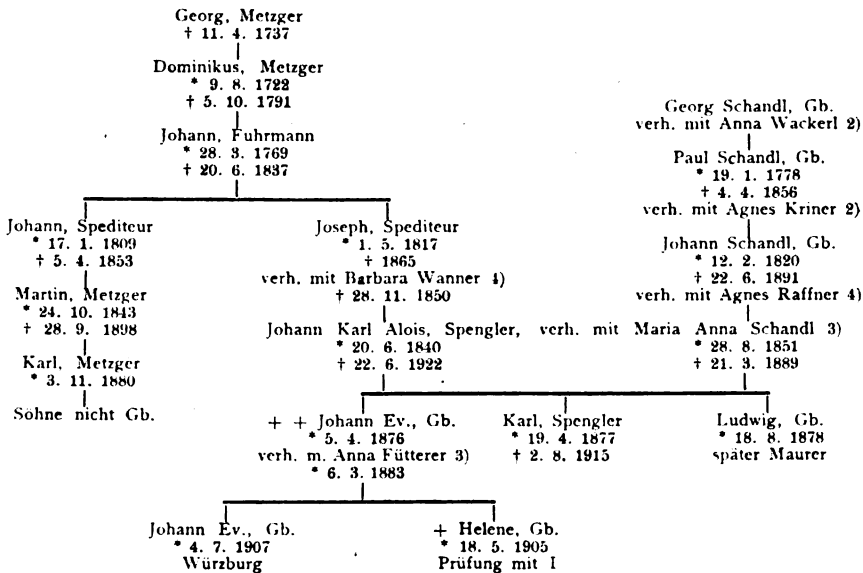 Georg, Metzger
† 11. 4. 1737
Dominikus, Metzger
* 9. 8. 1722
† 5. 10. 1791
Johann, Fuhrmann
* 28. 3. 1769
† 20. 6. 1837
Georg Schandl, Gb.
verh. mit Anna Wackerl 2)
Paul Schandl, Gb.
* 19. 1. 1778
† 4. 4. 1856
verh. mit Agnes Kriner 2)
Johann, Spediteur
* 17. 1. 1809
† 5. 4. 1853
Joseph, Spediteur
* 1. 5. 1817
† 1865
verh. mit Barbara Wanner 4)
† 28. 11. 1850
Johann Schandl, Gb.
* 12. 2. 1820
† 22. 6. 1891
verh. mit Agnes Raffner 4)
Martin, Metzger
* 24. 10. 1843
† 28. 9. 1898
Johann Karl Alois, Spengler, verh. mit Maria Anna Schandl 3)
* 20. 6. 1840
† 22. 6. 1922
* 28. 8. 1851
† 21. 3. 1889
Karl, Metzger
* 3. 11. 1880
Söhne nicht Gb.
+ + Johann Ev., Gb.
* 5. 4. 1876
verh. m. Anna Fütterer 3)
* 6. 3. 1883
Karl, Spengler
* 19. 4. 1877
† 2. 8. 1915
Ludwig, Gb.
* 18. 8. 1878
später Maurer
Johann Ev., Gb.
* 4. 7. 1907
Würzburg
+ Helene, Gb.
* 18. 5. 1905
Prüfung mit I